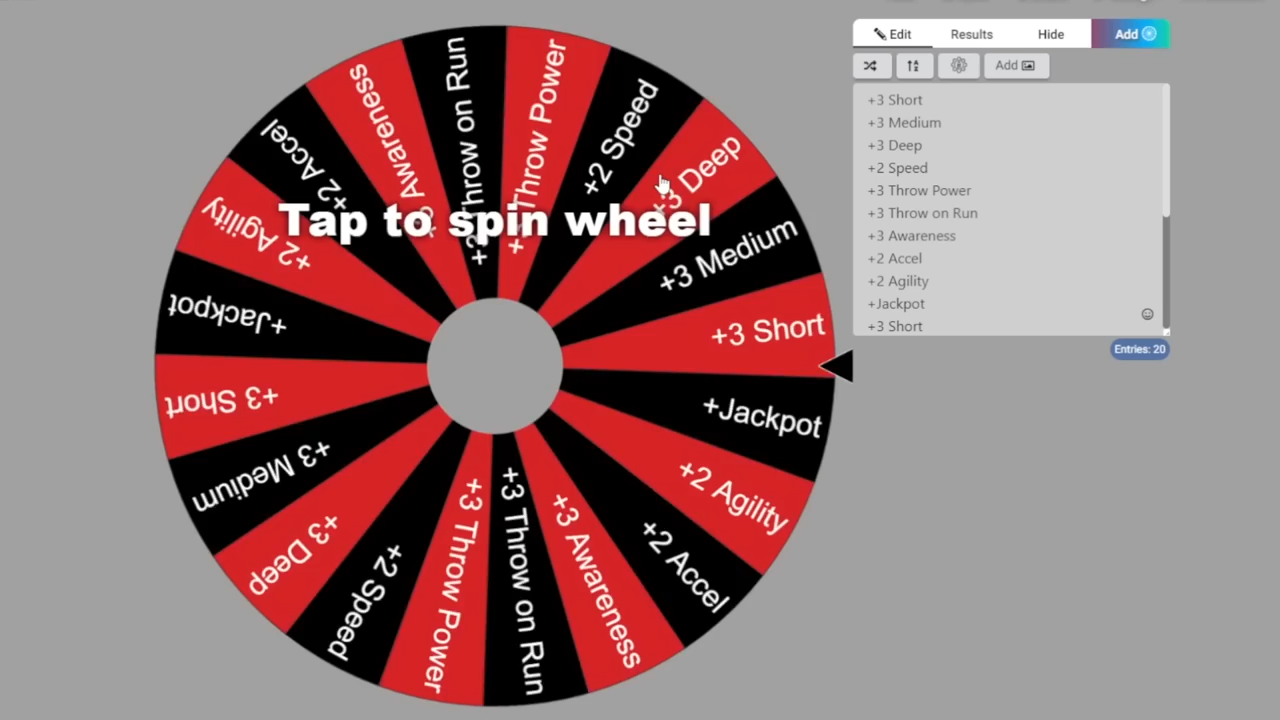 Edit
Results
Hide
Add
Add
+3 Short
+3 Medium
+3 Deep
+2 Speed
+3 Throw Power
+3 Throw on Run
+3 Awareness
+2 Accel
+2 Agility
+Jackpot
+3 Short
Entries: 20
Tap to spin wheel
+3 Throw Power
+2 Speed
+3 Deep
+3 Medium
+3 Short
+Jackpot
+2 Agility
+2 Accel
+3 Awareness
+3 Throw on Run
+3 Throw Power
+2 Speed
+3 Deep
+3 Medium
+3 Short
+Jackpot
+2 Agility
+2 Accel
+3 Awareness
+3 Throw on Run